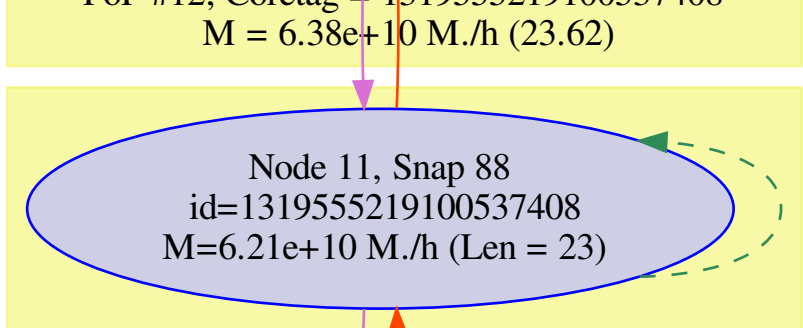 M = 6.38e+10 M./h (23.62)
Node 11, Snap 88
id=1319555219100537408
M=6.21e+10 M./h (Len = 23)